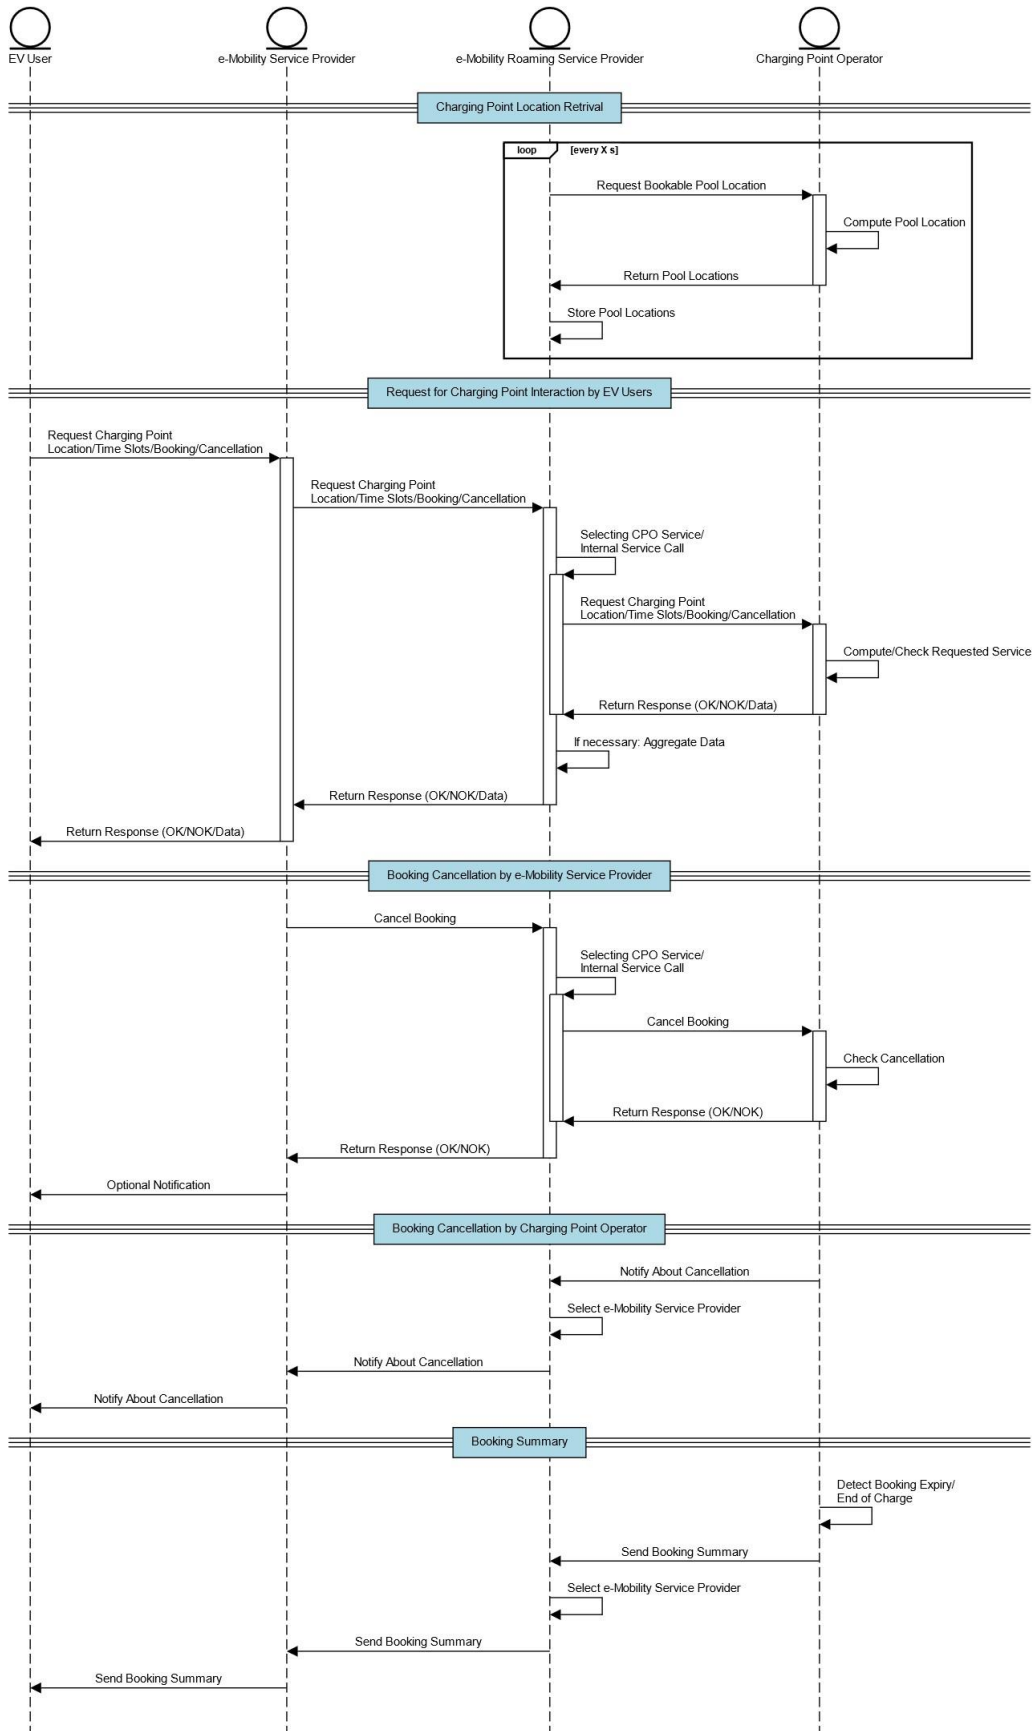 EV User
e-Mobility Service Provider
e-Mobility Roaming Service Provider
Charging Point Operator
Charging Point Location Retrival
loop
[every X s]
Request Bookable Pool Location
Compute Pool Location
Return Pool Locations
Store Pool Locations
Request for Charging Point Interaction by EV Users
Request Charging Point
Location/Time Slots/Booking/Cancellation
Request Charging Point
Location/Time Slots/Booking/Cancellation
Selecting CPO Service/
Internal Service Call
Request Charging Point
Location/Time Slots/Booking/Cancellation
Compute/Check Requested Service
Return Response (OK/NOK/Data)
If necessary: Aggregate Data
Return Response (OK/NOK/Data)
Return Response (OK/NOK/Data)
Booking Cancellation by e-Mobility Service Provider
Cancel Booking
Selecting CPO Service/
Internal Service Call
Cancel Booking
Check Cancellation
Return Response (OK/NOK)
Return Response (OK/NOK)
Optional Notification
Booking Cancellation by Charging Point Operator
Notify About Cancellation
Select e-Mobility Service Provider
Notify About Cancellation
Notify About Cancellation
Booking Summary
Detect Booking Expiry/
End of Charge
Send Booking Summary
Select e-Mobility Service Provider
Send Booking Summary
Send Booking Summary